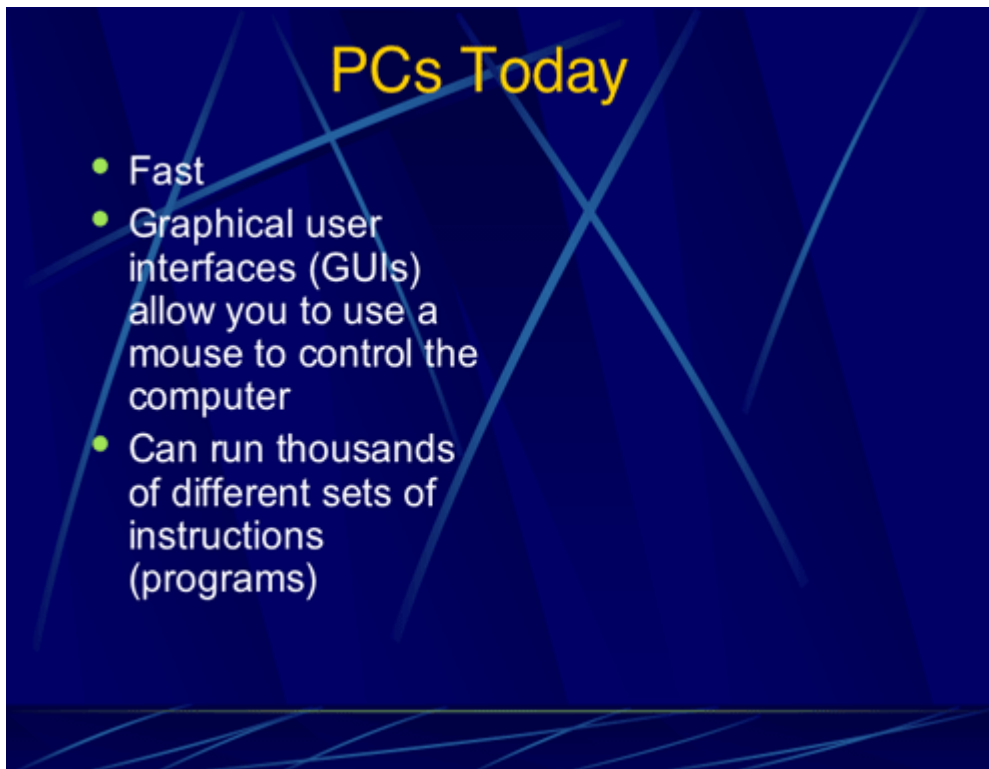 PCs Today
Fast
Graphical user
interfaces (GUIs)
allow you to use a
mouse to control the
computer
Can run thousands
of different sets of
instructions
(programs)